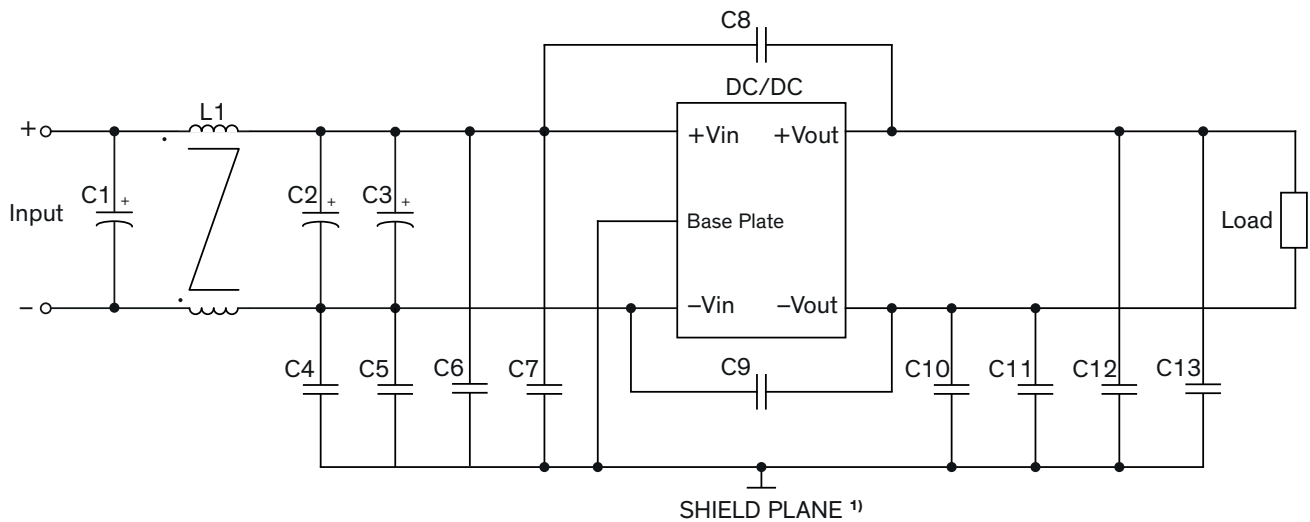 C8
DC/DC
L1
+
+Vin
+Vout
C1
+
C2
+
C3
+
Input
Base Plate
Load
–
–Vin
–Vout
C4
C5
C6
C7
C9
C10
C11
C12
C13
SHIELD PLANE ¹⁾